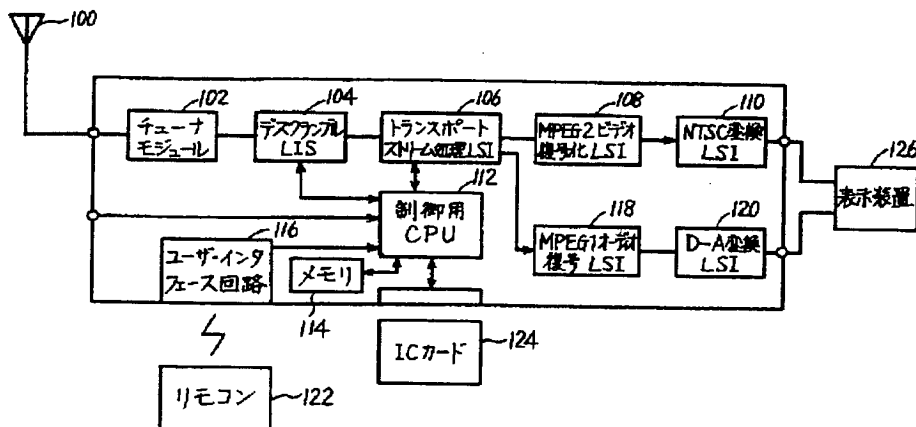 100
102
チューナ
モジュール
104
デスクランブル
LIS
106
トランスポート
ストリーム処理LSI
108
MPEG2ビデオ
復号化LSI
110
NTSC変換
LSI
126
表示装置
112
制御用
CPU
116
ユーザーインタ
フェース回路
メモリ
114
118
MPEG1オーディオ
復号LSI
120
D-A変換
LSI
ICカード
124
リモコン
122